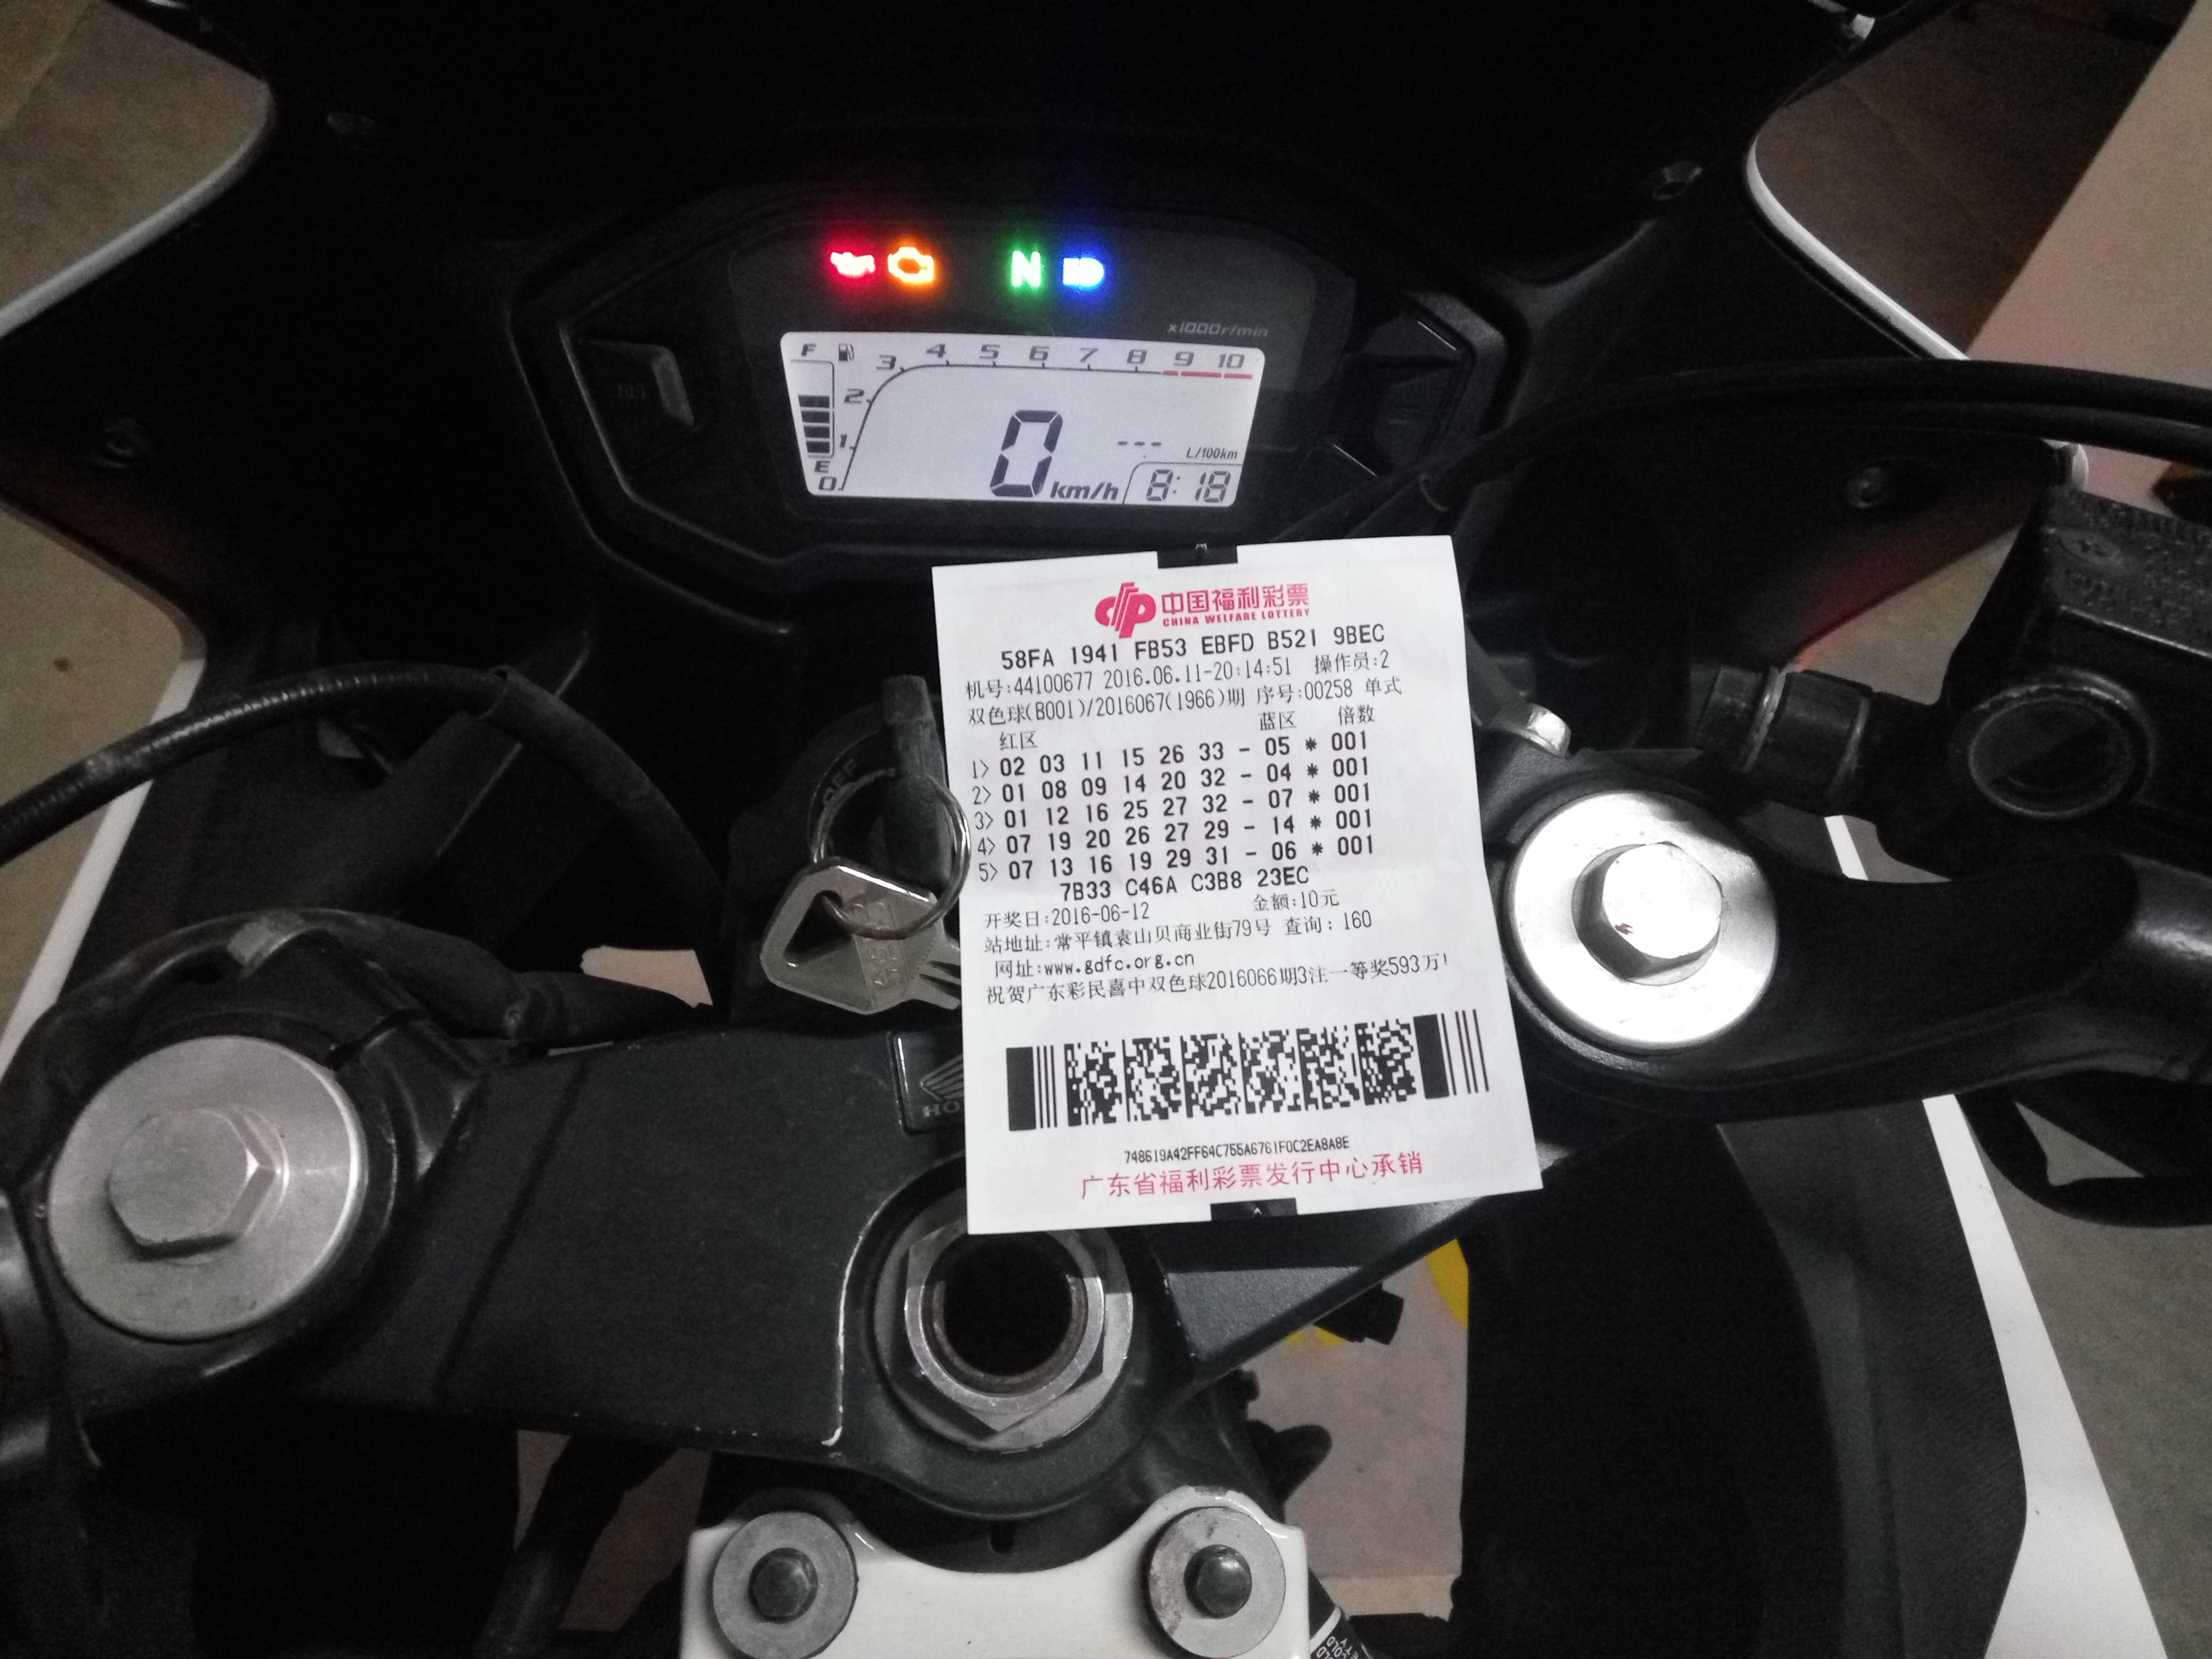 N
x1000r/min
F 3 4 5 6 7 8 9 10
2
1
E
0
0 km/h
---
L/100km
8:18
中国福利彩票
CHINA WELFARE LOTTERY
58FA 1941 FB53 EBFD B521 9BEC
机号:44100677 2016.06.11-20:14:51 操作员:2
双色球(B001)/2016067(1966)期 序号:00258 单式
红区 蓝区 倍数
1> 02 03 11 15 26 33 - 05 * 001
2> 01 08 09 14 20 32 - 04 * 001
3> 01 12 16 25 27 32 - 07 * 001
4> 07 19 20 26 27 29 - 14 * 001
5> 07 13 16 19 29 31 - 06 * 001
7B33 C46A C3B8 23EC
开奖日:2016-06-12 金额:10元
站地址:常平镇袁山贝商业街79号 查询:160
网址:www.gdfc.org.cn
祝贺广东彩民喜中双色球2016066期3注一等奖593万!
748619A42FF64C755A6761F0C2EA8A8E
广东省福利彩票发行中心承销